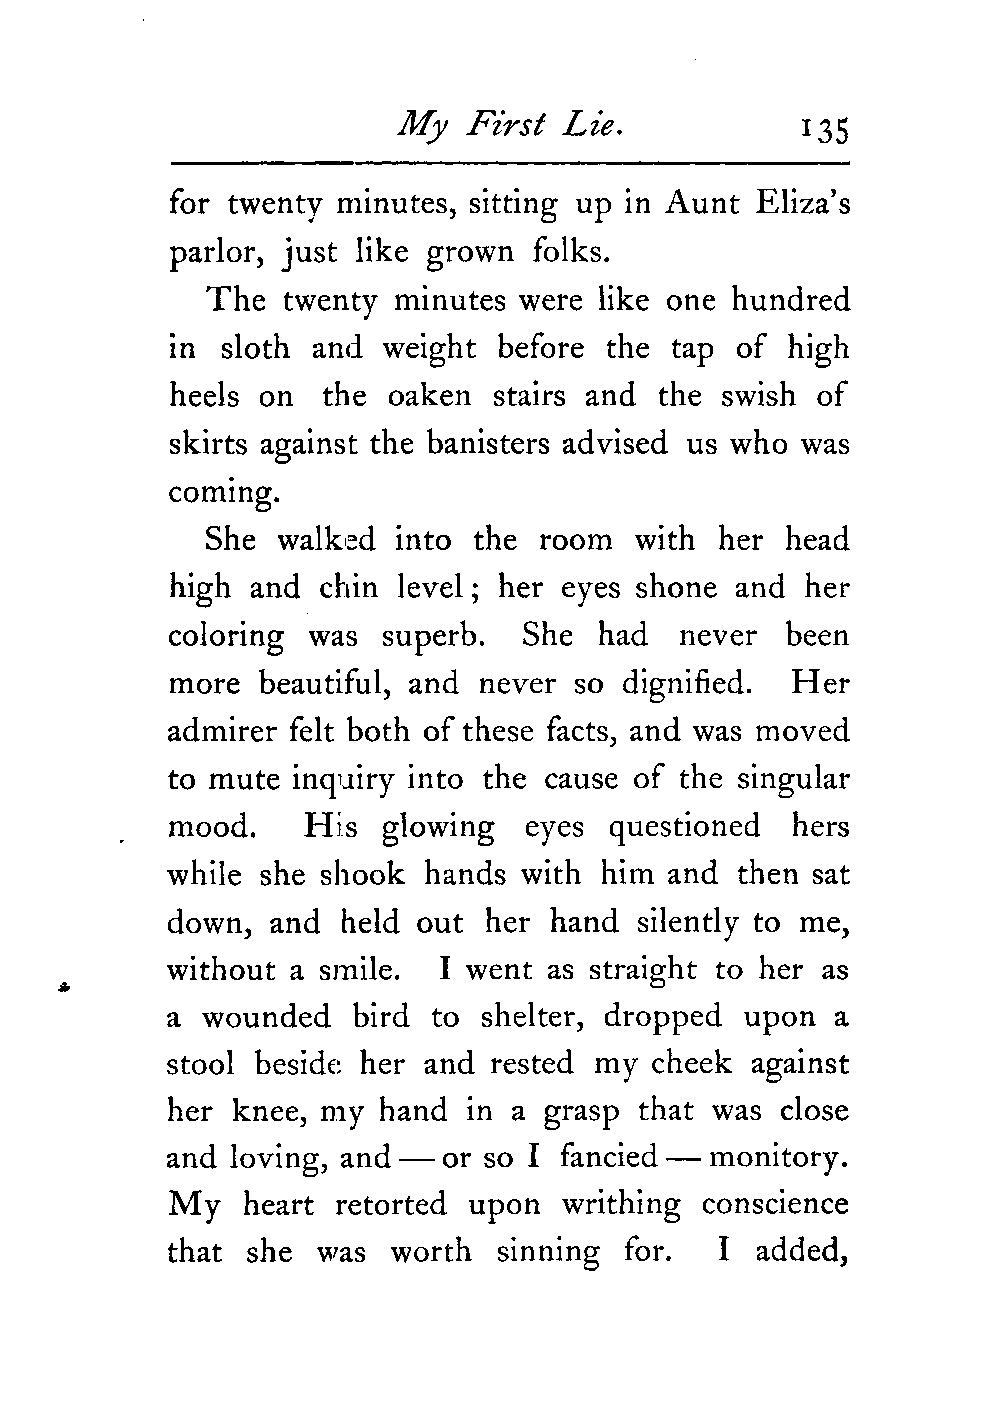 My First Lie. 135
for twenty minutes, sitting up in Aunt Eliza's
parlor, just like grown folks.
The twenty minutes were like one hundred
in sloth and weight before the tap of high
heels on the oaken stairs and the swish of
skirts against the banisters advised us who was
coming.
She walked into the room with her head
high and chin level; her eyes shone and her
coloring was superb. She had never been
more beautiful, and never so dignified. Her
admirer felt both of these facts, and was moved
to mute inquiry into the cause of the singular
mood. His glowing eyes questioned hers
while she shook hands with him and then sat
down, and held out her hand silently to me,
without a smile. I went as straight to her as
a wounded bird to shelter, dropped upon a
stool beside her and rested my cheek against
her knee, my hand in a grasp that was close
and loving, and — or so I fancied — monitory.
My heart retorted upon writhing conscience
that she was worth sinning for. I added,